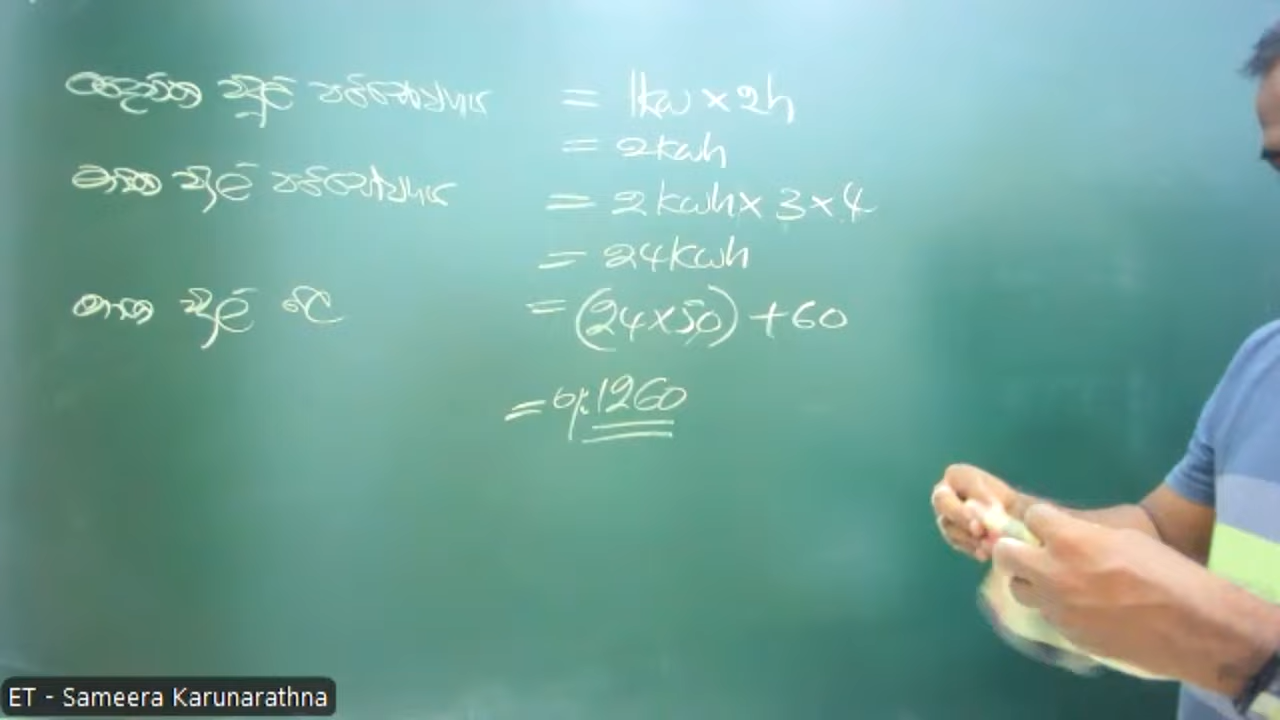 දෛනික විදුලි පරිභෝජනය = 1kw × 2h
= 2kwh
මාසික විදුලි පරිභෝජනය = 2kwh × 3 × 4
= 24kwh
මාසික විදුලි බිල = (24×50) + 60
= රු:1260
ET - Sameera Karunarathna